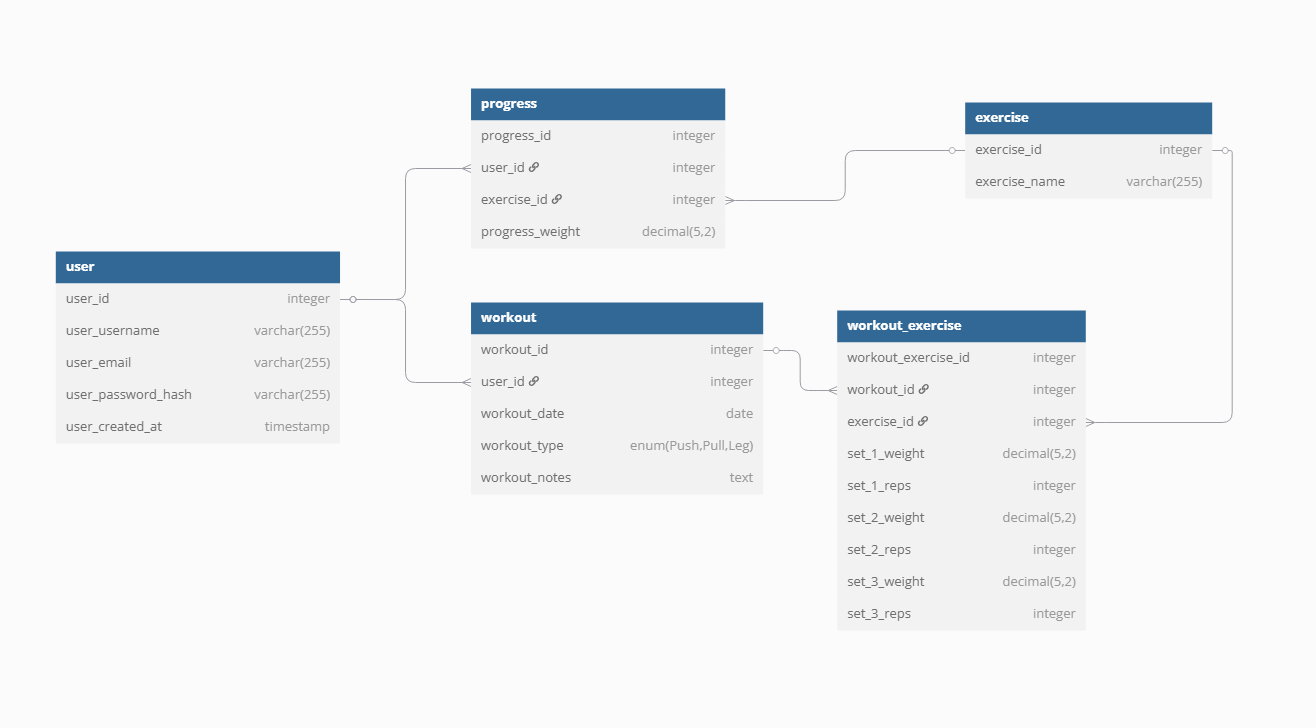 progress
progress_id integer
user_id integer
exercise_id integer
progress_weight decimal(5,2)
exercise
exercise_id integer
exercise_name varchar(255)
user
user_id integer
user_username varchar(255)
user_email varchar(255)
user_password_hash varchar(255)
user_created_at timestamp
workout
workout_id integer
user_id integer
workout_date date
workout_type enum(Push,Pull,Leg)
workout_notes text
workout_exercise
workout_exercise_id integer
workout_id integer
exercise_id integer
set_1_weight decimal(5,2)
set_1_reps integer
set_2_weight decimal(5,2)
set_2_reps integer
set_3_weight decimal(5,2)
set_3_reps integer